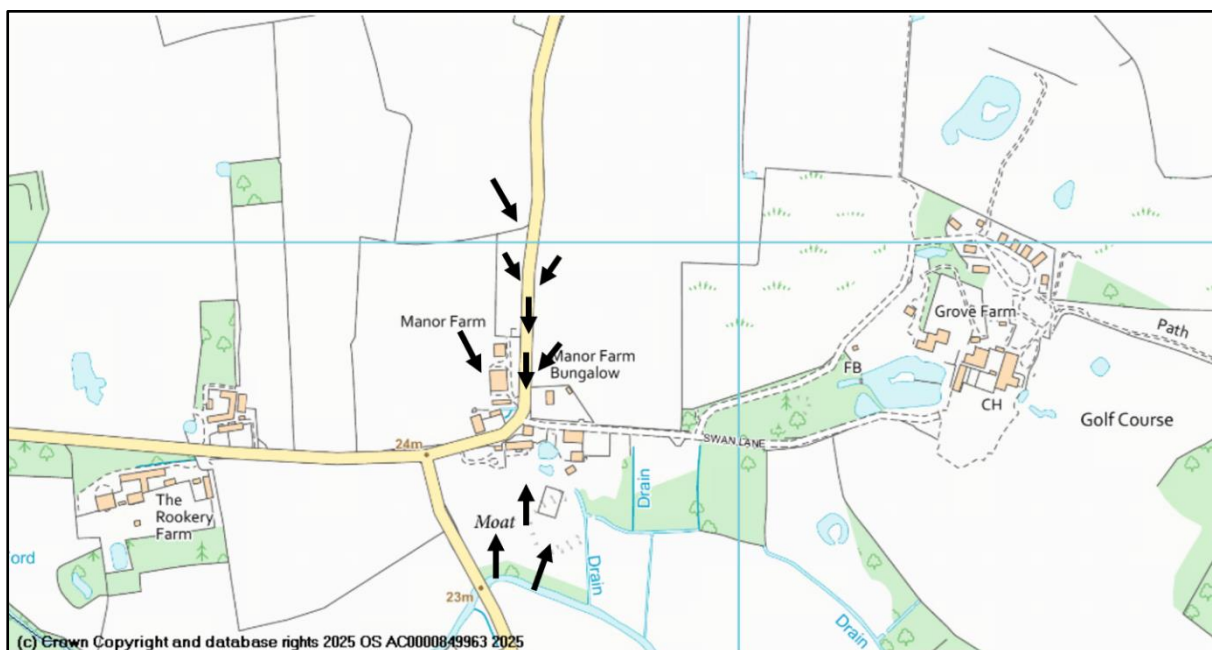 Manor Farm
Manor Farm
Bungalow
Grove Farm
Path
FB
CH
Golf Course
SWAN LANE
24m
The
Rookery
Farm
Drain
Moat
ord
Drain
23m
Drain
(c) Crown Copyright and database rights 2025 OS AC0000849963 2025